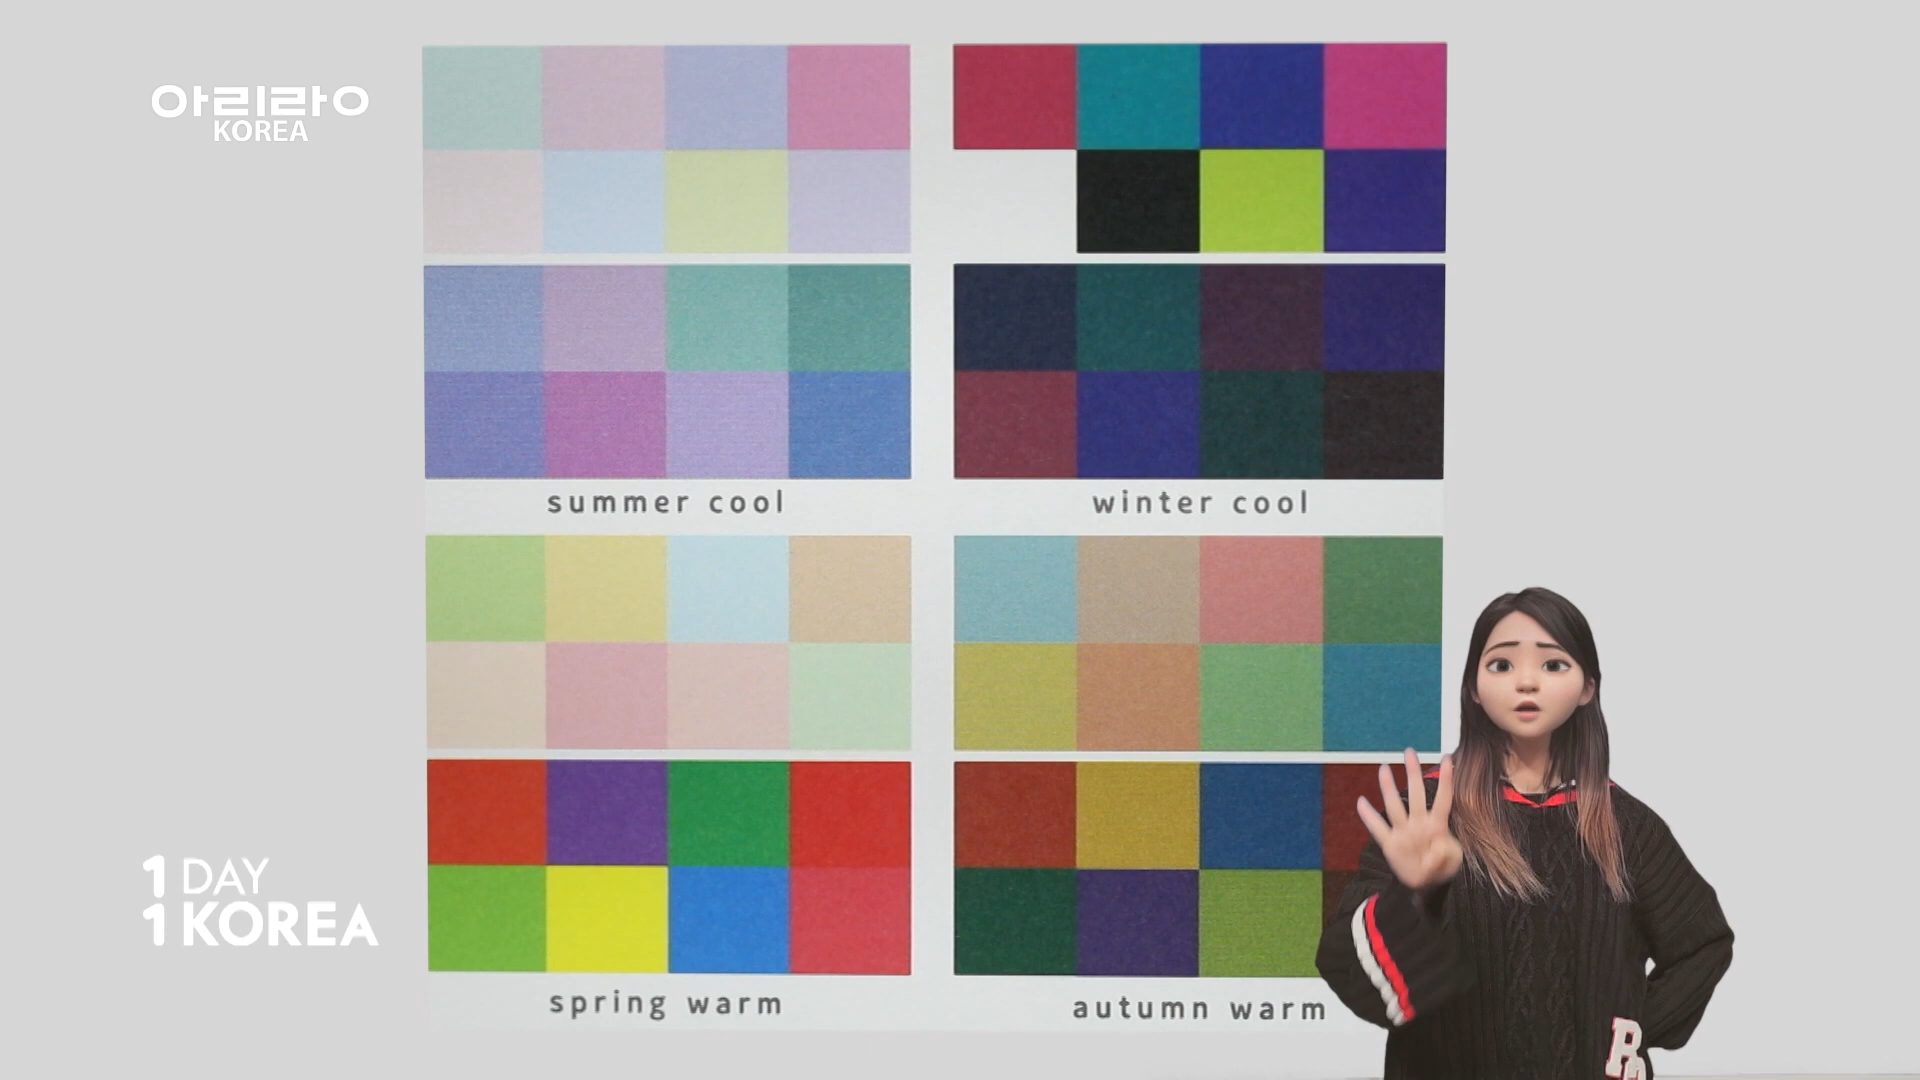 아리랑
KOREA
summer cool
winter cool
spring warm
autumn warm
1 DAY
1 KOREA
R